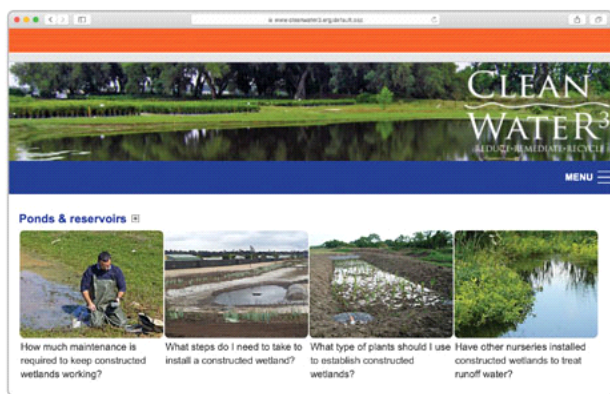 www.cleanwater3.org/default.asp
CLEAN
WATER3
REDUCE•REMEDIATE•RECYCLE
MENU
Ponds & reservoirs
How much maintenance is
required to keep constructed
wetlands working?
What steps do I need to take to
install a constructed wetland?
What type of plants should I use
to establish constructed
wetlands?
Have other nurseries installed
constructed wetlands to treat
runoff water?